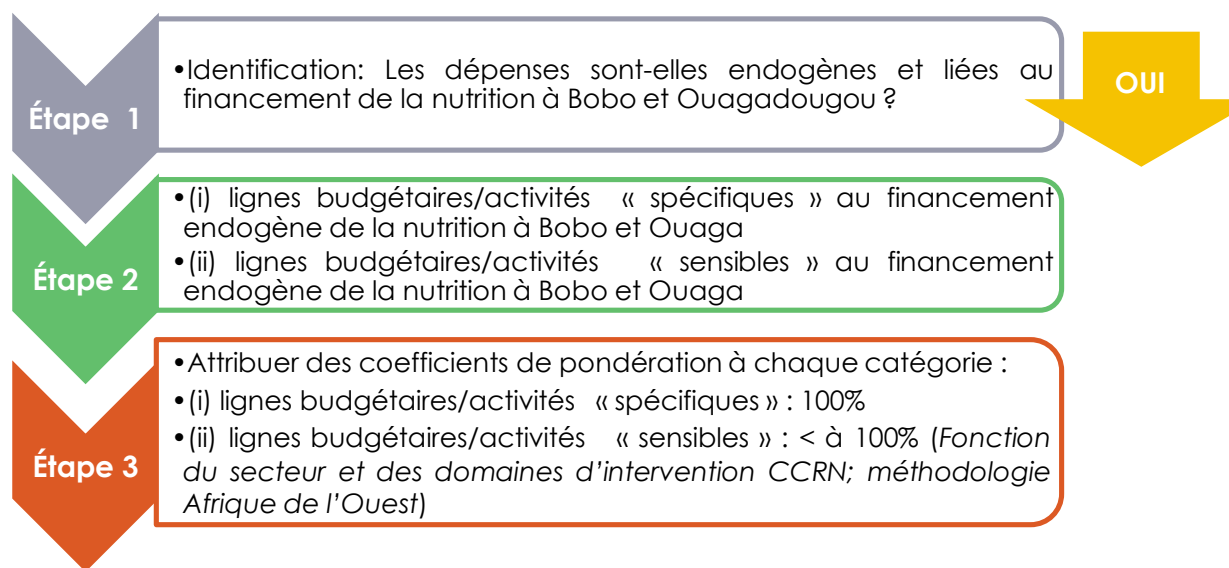 Étape 1
•Identification: Les dépenses sont-elles endogènes et liées au
financement de la nutrition à Bobo et Ouagadougou ?
OUI
Étape 2
•(i) lignes budgétaires/activités « spécifiques » au financement
endogène de la nutrition à Bobo et Ouaga
•(ii) lignes budgétaires/activités « sensibles » au financement
endogène de la nutrition à Bobo et Ouaga
Étape 3
•Attribuer des coefficients de pondération à chaque catégorie :
•(i) lignes budgétaires/activités « spécifiques » : 100%
•(ii) lignes budgétaires/activités « sensibles » : < à 100% (Fonction
du secteur et des domaines d'intervention CCRN; méthodologie
Afrique de l'Ouest)